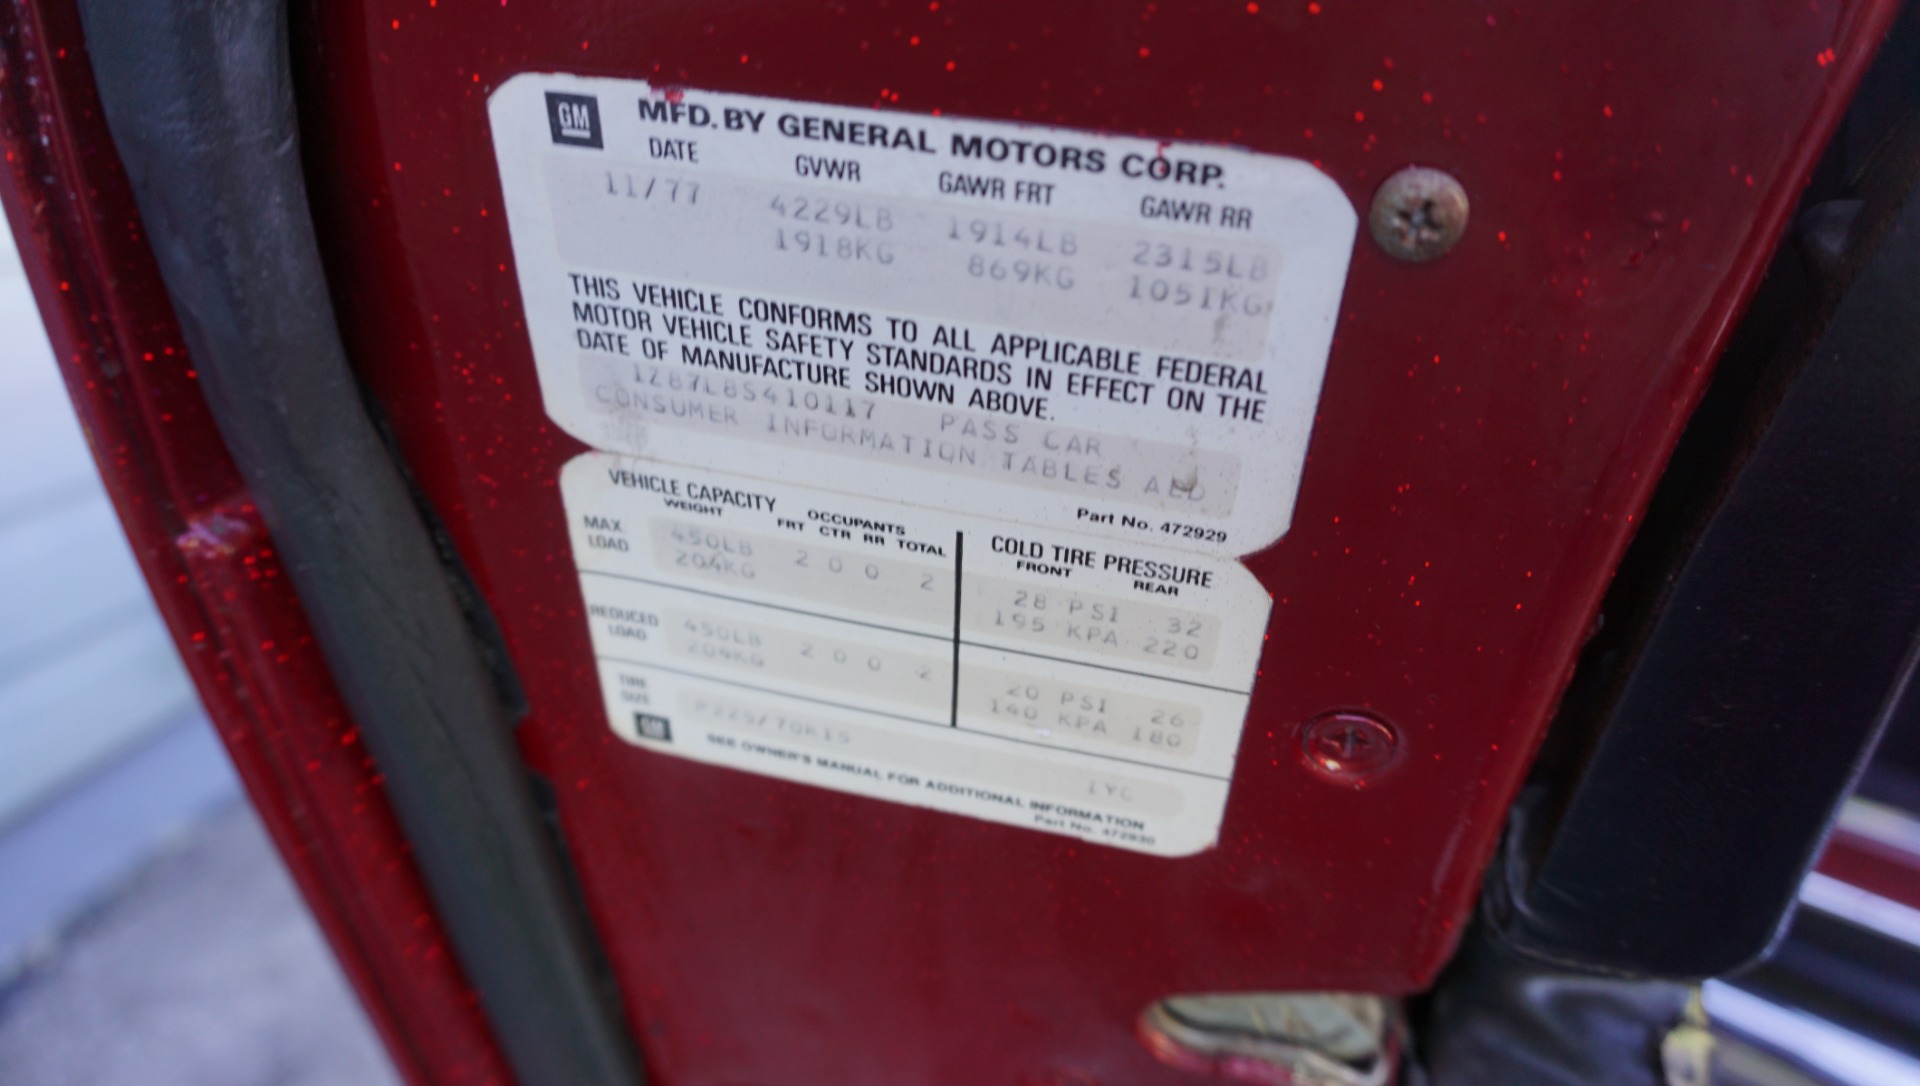 GM MFD. BY GENERAL MOTORS CORP.
DATE GVWR GAWR FRT GAWR RR
11/77 4229LB 1914LB 2315LB
1918KG 869KG 1051KG
THIS VEHICLE CONFORMS TO ALL APPLICABLE FEDERAL
MOTOR VEHICLE SAFETY STANDARDS IN EFFECT ON THE
DATE OF MANUFACTURE SHOWN ABOVE.
1Z87L8S410117 PASS CAR
CONSUMER INFORMATION TABLES
Part No. 472929
VEHICLE CAPACITY
WEIGHT OCCUPANTS
FRT CTR RR TOTAL
COLD TIRE PRESSURE
FRONT REAR
MAX LOAD 450LB 2 0 0 2 28 PSI 32
204KG 195 KPA 220
REDUCED LOAD 450LB 2 0 0 2 20 PSI 26
204KG 140 KPA 180
TIRE SIZE P225/70R15
1YC
GM SEE OWNER'S MANUAL FOR ADDITIONAL INFORMATION
Part No. 472930